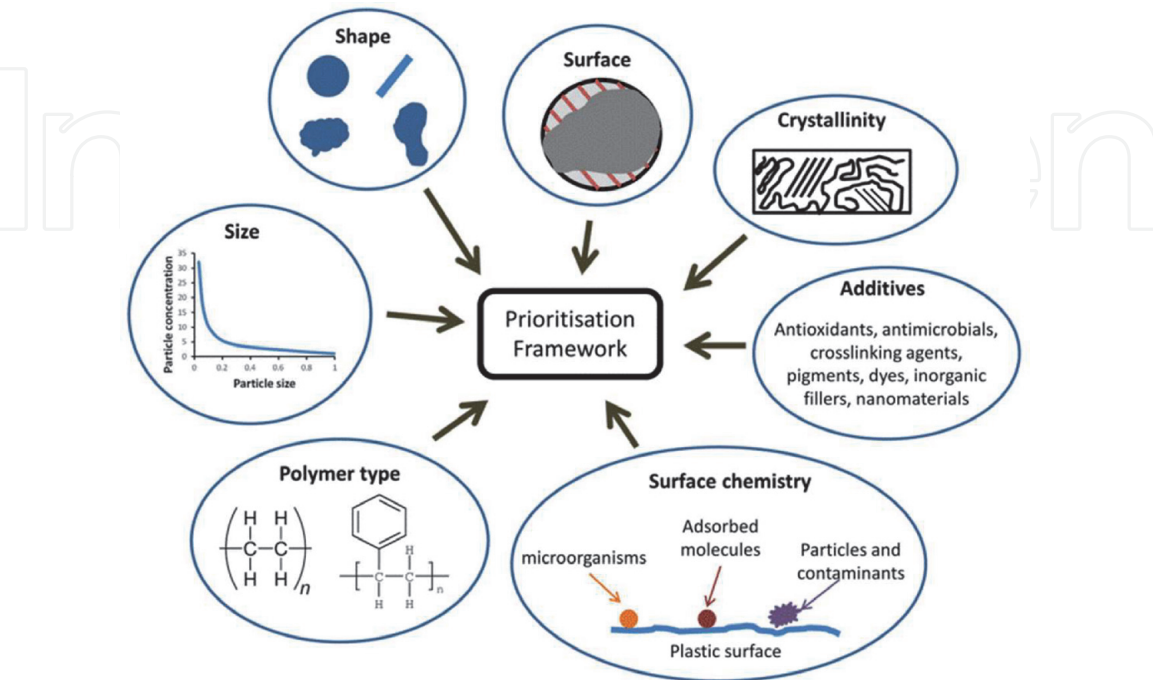 Shape
Surface
Crystallinity
Size
Particle concentration
35
30
25
20
15
10
5
0
0 0.2 0.4 0.6 0.8 1
Particle size
Prioritisation
Framework
Additives
Antioxidants, antimicrobials,
crosslinking agents,
pigments, dyes, inorganic
fillers, nanomaterials
Polymer type
H H
C C
H H
n
H
C C
n
H H
Surface chemistry
microorganisms
Adsorbed
molecules
Particles and
contaminants
Plastic surface